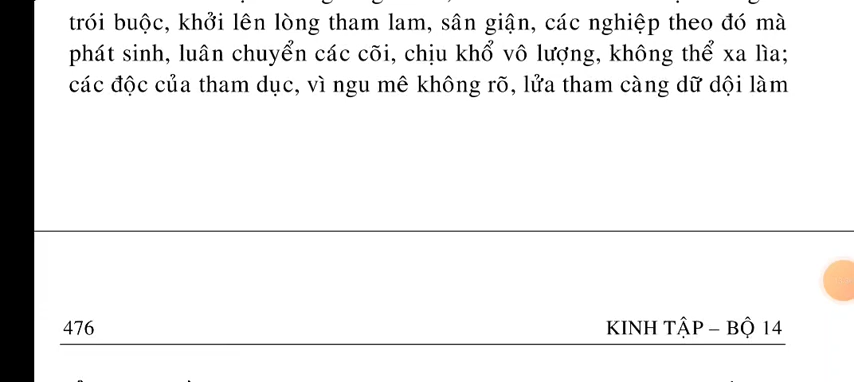 trói buộc, khởi lên lòng tham lam, sân giận, các nghiệp theo đó mà
phát sinh, luân chuyển các cõi, chịu khổ vô lượng, không thể xa lìa;
các độc của tham dục, vì ngu mê không rõ, lửa tham càng dữ dội làm
476
KINH TẬP – BỘ 14